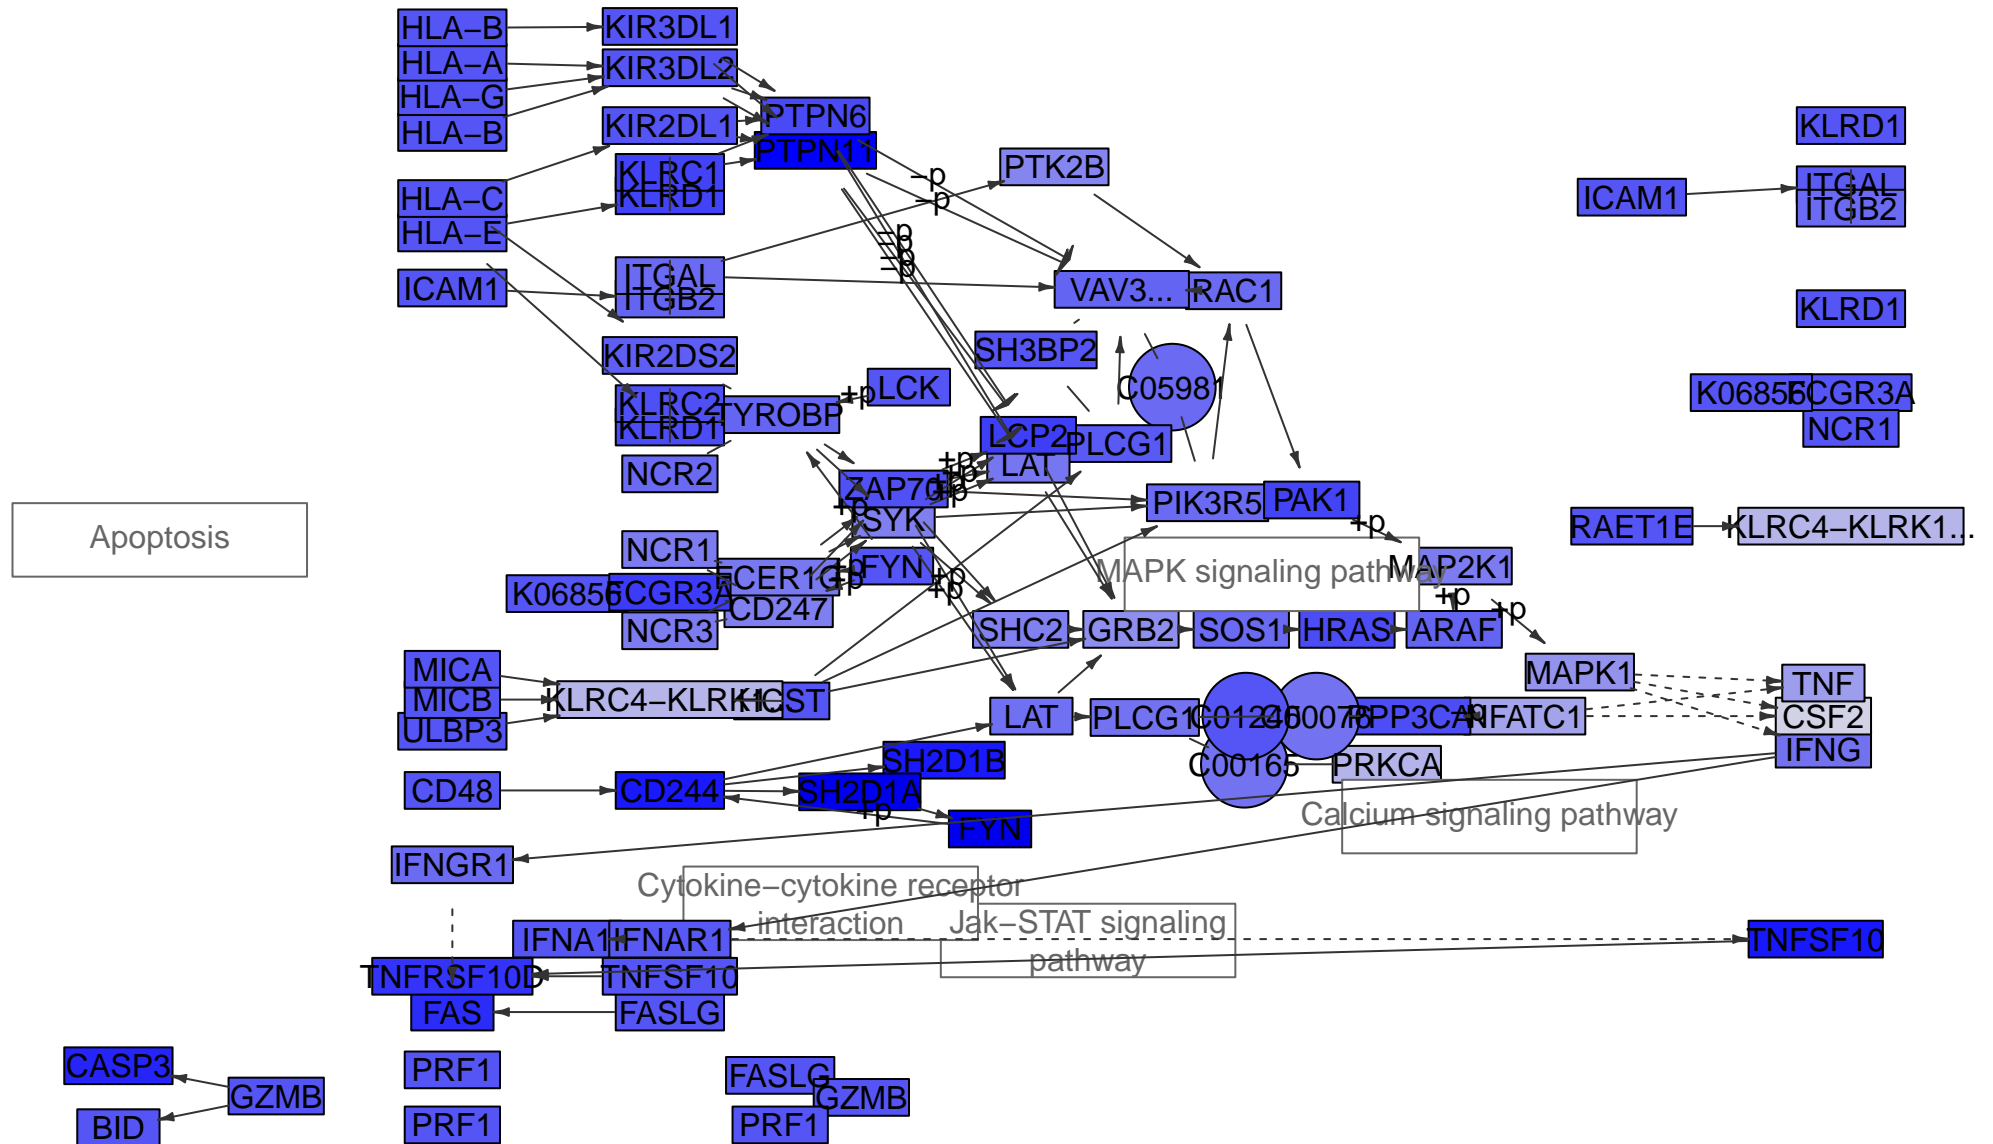 HLA−B
KIR3DL1
HLA−A
KIR3DL2
HLA−G
HLA−B
KIR2DL1
PTPN6
PTPN11
KLRC1
KLRD1
HLA−C
HLA−E
PTK2B
−p
−p
−p
−p
−p
−p
KLRD1
ICAM1
ITGAL
ITGB2
ICAM1
ITGAL
ITGB2
VAV3...
RAC1
KLRD1
KIR2DS2
SH3BP2
C05981
LCK
+p
KLRC2
KLRD1
TYROBP
K06856
FCGR3A
NCR1
LCP2
PLCG1
LAT
NCR2
+p
+p
+p
+p
ZAP70
SYK
+p
PIK3R5
PAK1
+p
RAET1E
KLRC4−KLRK1...
Apoptosis
NCR1
FCER1G
FYN
+p
+p
+p
+p
MAPK signaling pathway
MAP2K1
K06856
FCGR3A
CD247
NCR3
SHC2
GRB2
SOS1
HRAS
ARAF
+p
+p
MICA
MICB
ULBP3
KLRC4−KLRK1...
HCST
MAPK1
TNF
CSF2
IFNG
LAT
PLCG1
C01245
C00076
C00165
PPP3CA
−p
NFATC1
PRKCA
CD48
CD244
SH2D1B
SH2D1A
+p
FYN
Calcium signaling pathway
IFNGR1
Cytokine−cytokine receptor
interaction
Jak−STAT signaling
pathway
IFNA1
IFNAR1
TNFSF10
TNFRSF10D
TNFSF10
FAS
FASLG
CASP3
GZMB
BID
PRF1
PRF1
FASLG
GZMB
PRF1